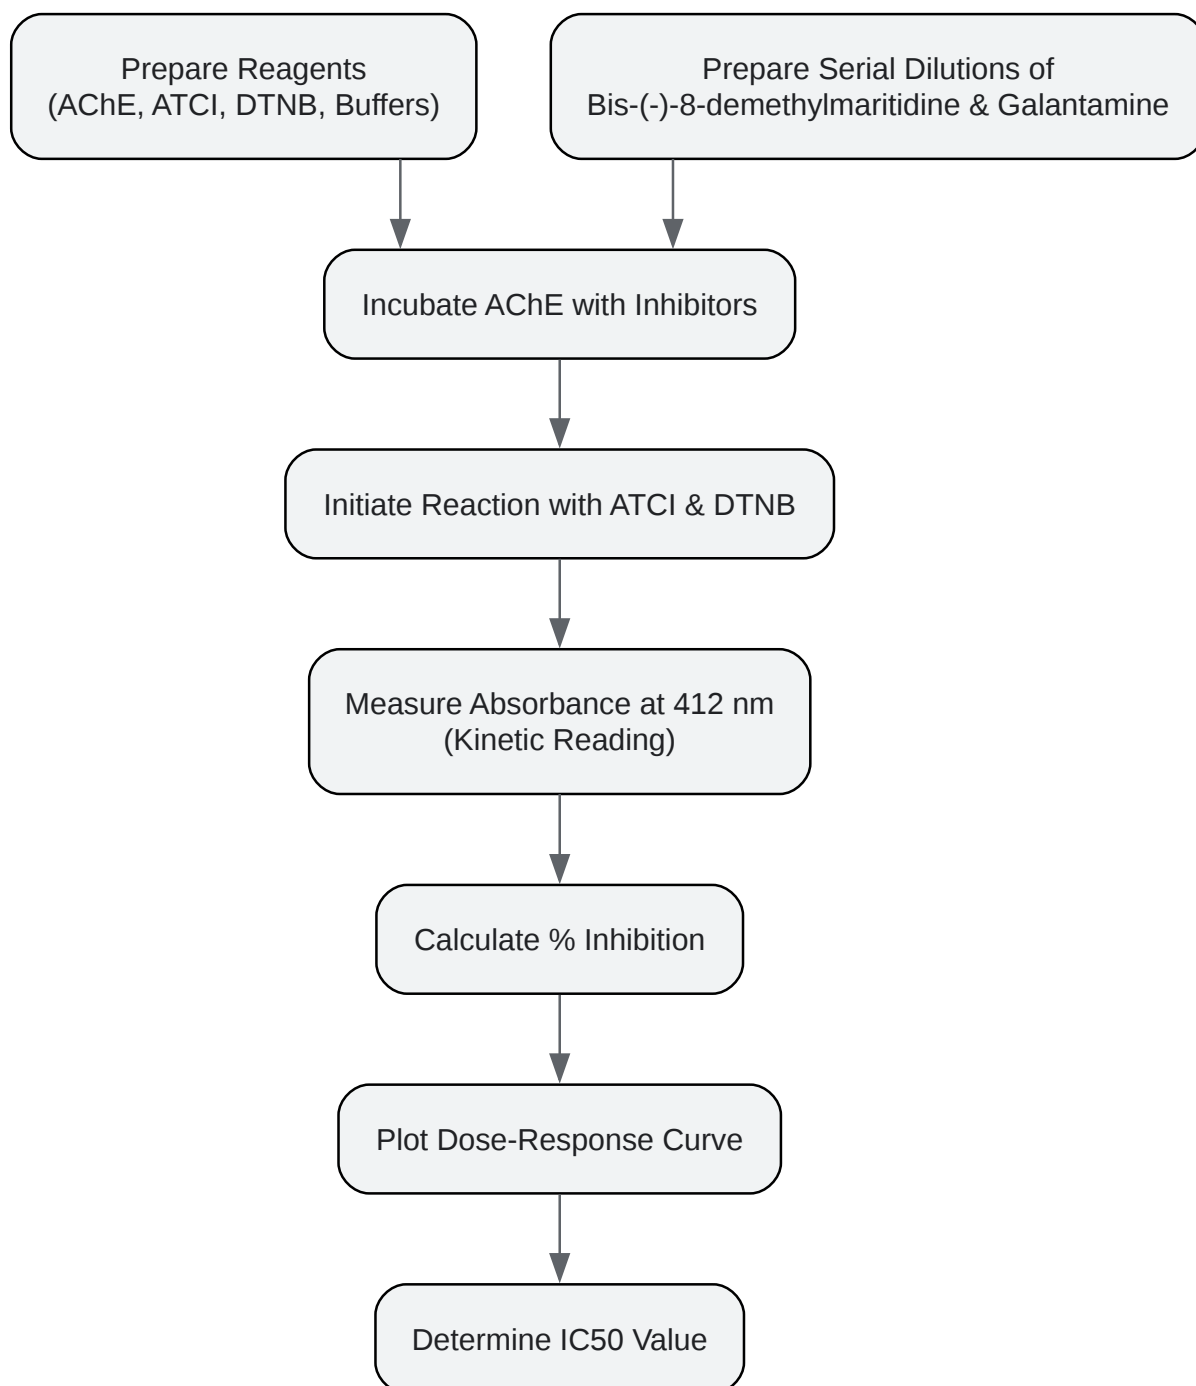 Prepare Reagents
(AChE, ATCI, DTNB, Buffers)
Prepare Serial Dilutions of
Bis-(-)-8-demethylmaritidine & Galantamine
Incubate AChE with Inhibitors
Initiate Reaction with ATCI & DTNB
Measure Absorbance at 412 nm
(Kinetic Reading)
Calculate % Inhibition
Plot Dose-Response Curve
Determine IC50 Value